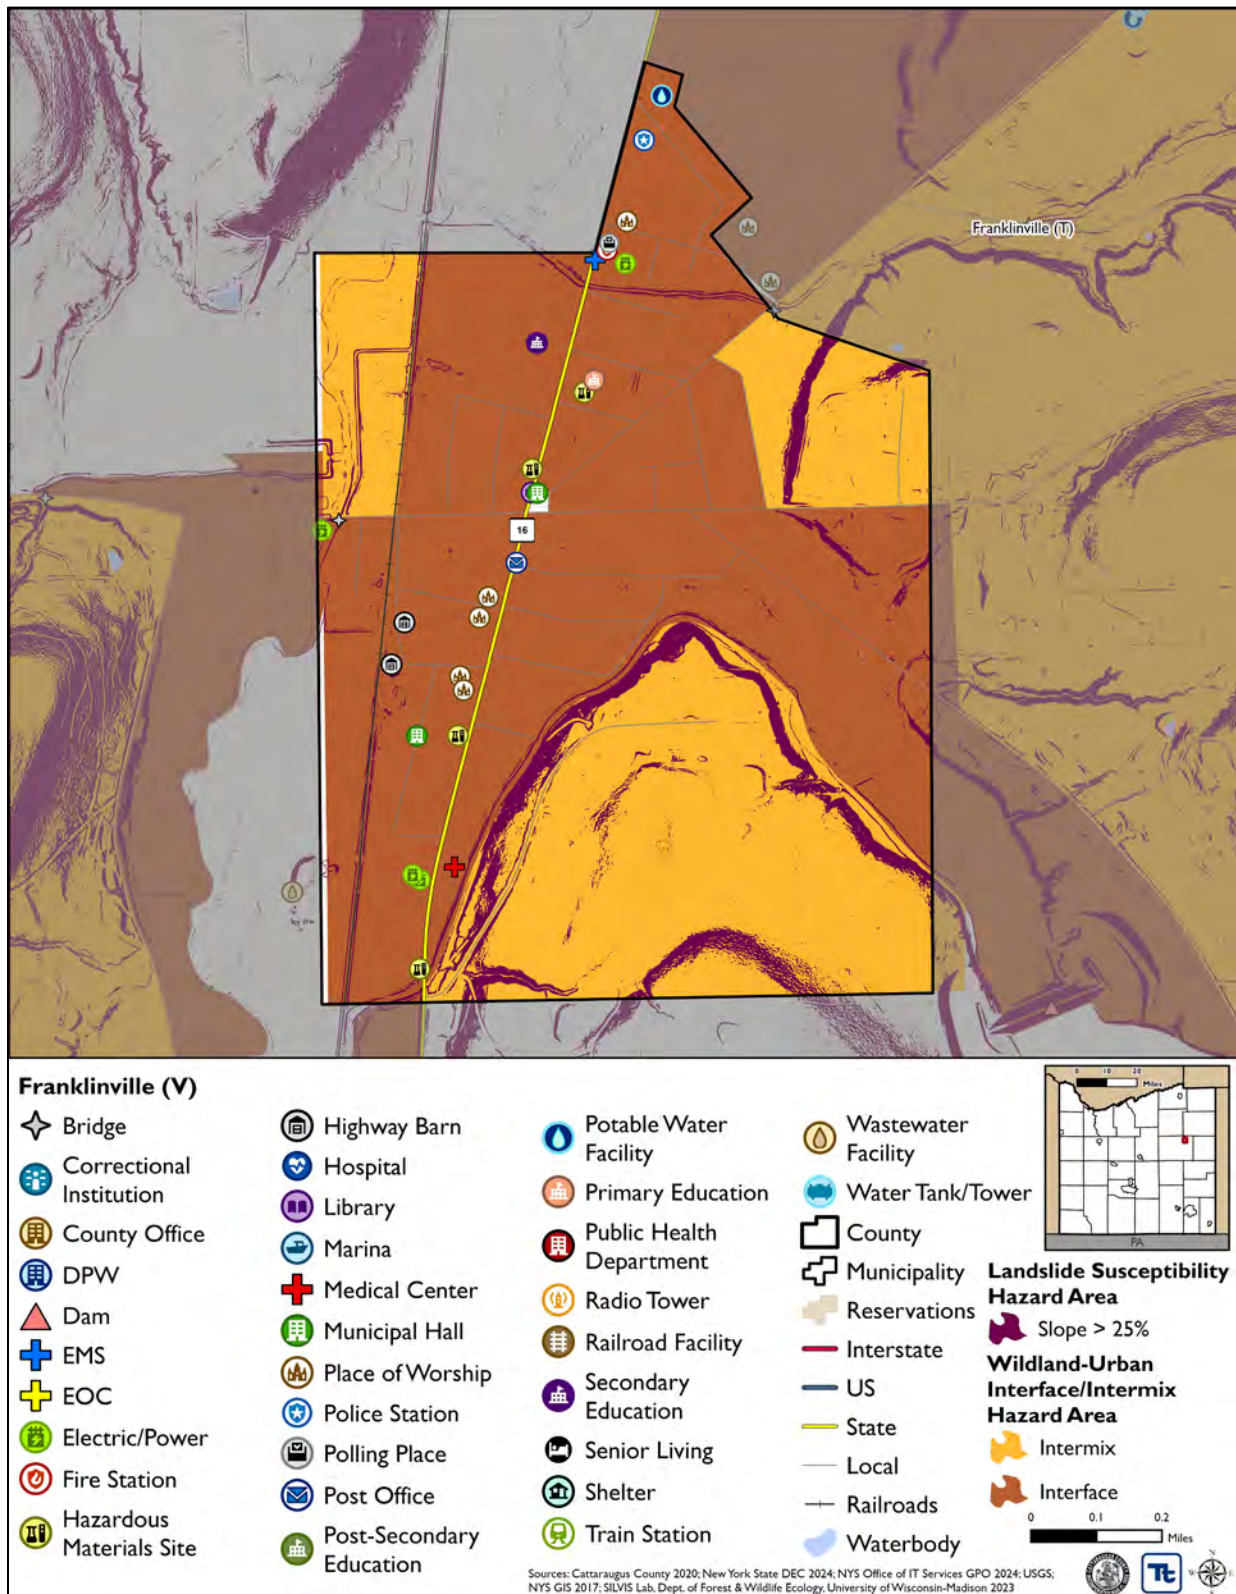 Franklinville (T)
16
Franklinville (V)
Bridge
Correctional
Institution
County Office
DPW
Dam
EMS
EOC
Electric/Power
Fire Station
Hazardous
Materials Site
Highway Barn
Hospital
Library
Marina
Medical Center
Municipal Hall
Place of Worship
Police Station
Polling Place
Post Office
Post-Secondary
Education
Potable Water
Facility
Primary Education
Public Health
Department
Radio Tower
Railroad Facility
Secondary
Education
Senior Living
Shelter
Train Station
Wastewater
Facility
Water Tank/Tower
County
Municipality
Reservations
Interstate
US
State
Local
Railroads
Waterbody
0 10 20
Miles
PA
Landslide Susceptibility
Hazard Area
Slope > 25%
Wildland-Urban
Interface/Intermix
Hazard Area
Intermix
Interface
0 0.1 0.2
Miles
Sources: Cattaraugus County 2020; New York State DEC 2024; NYS Office of IT Services GPO 2024; USGS;
NYS GIS 2017; SILVIS Lab, Dept. of Forest & Wildlife Ecology, University of Wisconsin-Madison 2023
Tt
N
W E
S